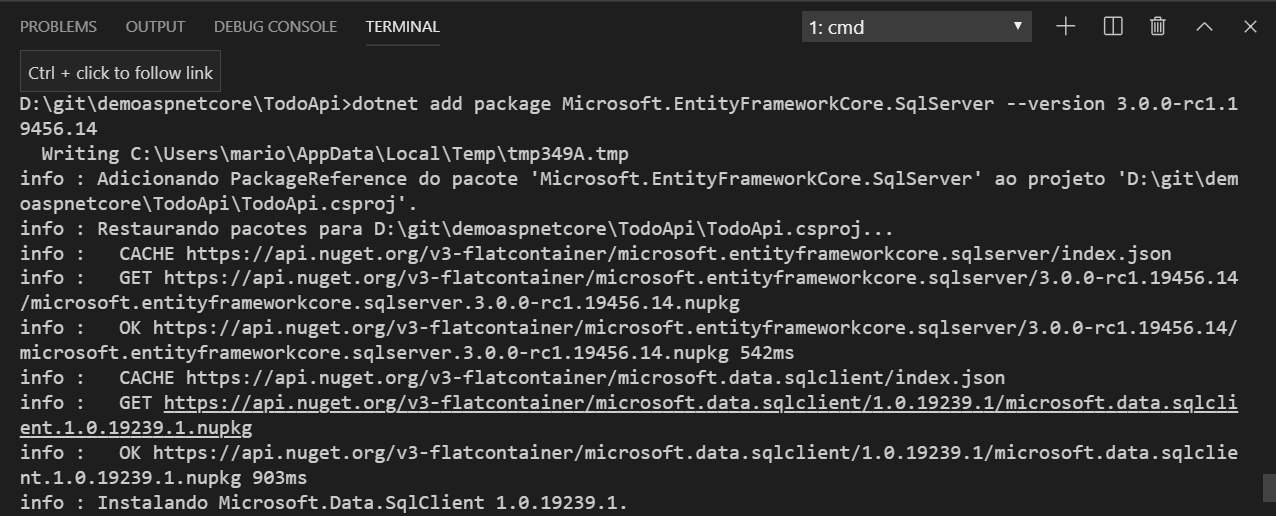 PROBLEMS OUTPUT DEBUG CONSOLE TERMINAL 1: cmd
Ctrl + click to follow link
D:\git\demoaspnetcore\TodoApi>dotnet add package Microsoft.EntityFrameworkCore.SqlServer --version 3.0.0-rc1.1
9456.14
  Writing C:\Users\mario\AppData\Local\Temp\tmp349A.tmp
info : Adicionando PackageReference do pacote 'Microsoft.EntityFrameworkCore.SqlServer' ao projeto 'D:\git\dem
oaspnetcore\TodoApi\TodoApi.csproj'.
info : Restaurando pacotes para D:\git\demoaspnetcore\TodoApi\TodoApi.csproj...
info :   CACHE https://api.nuget.org/v3-flatcontainer/microsoft.entityframeworkcore.sqlserver/index.json
info :   GET https://api.nuget.org/v3-flatcontainer/microsoft.entityframeworkcore.sqlserver/3.0.0-rc1.19456.14
/microsoft.entityframeworkcore.sqlserver.3.0.0-rc1.19456.14.nupkg
info :   OK https://api.nuget.org/v3-flatcontainer/microsoft.entityframeworkcore.sqlserver/3.0.0-rc1.19456.14/
microsoft.entityframeworkcore.sqlserver.3.0.0-rc1.19456.14.nupkg 542ms
info :   CACHE https://api.nuget.org/v3-flatcontainer/microsoft.data.sqlclient/index.json
info :   GET https://api.nuget.org/v3-flatcontainer/microsoft.data.sqlclient/1.0.19239.1/microsoft.data.sqlcli
ent.1.0.19239.1.nupkg
info :   OK https://api.nuget.org/v3-flatcontainer/microsoft.data.sqlclient/1.0.19239.1/microsoft.data.sqlclie
nt.1.0.19239.1.nupkg 903ms
info : Instalando Microsoft.Data.SqlClient 1.0.19239.1.